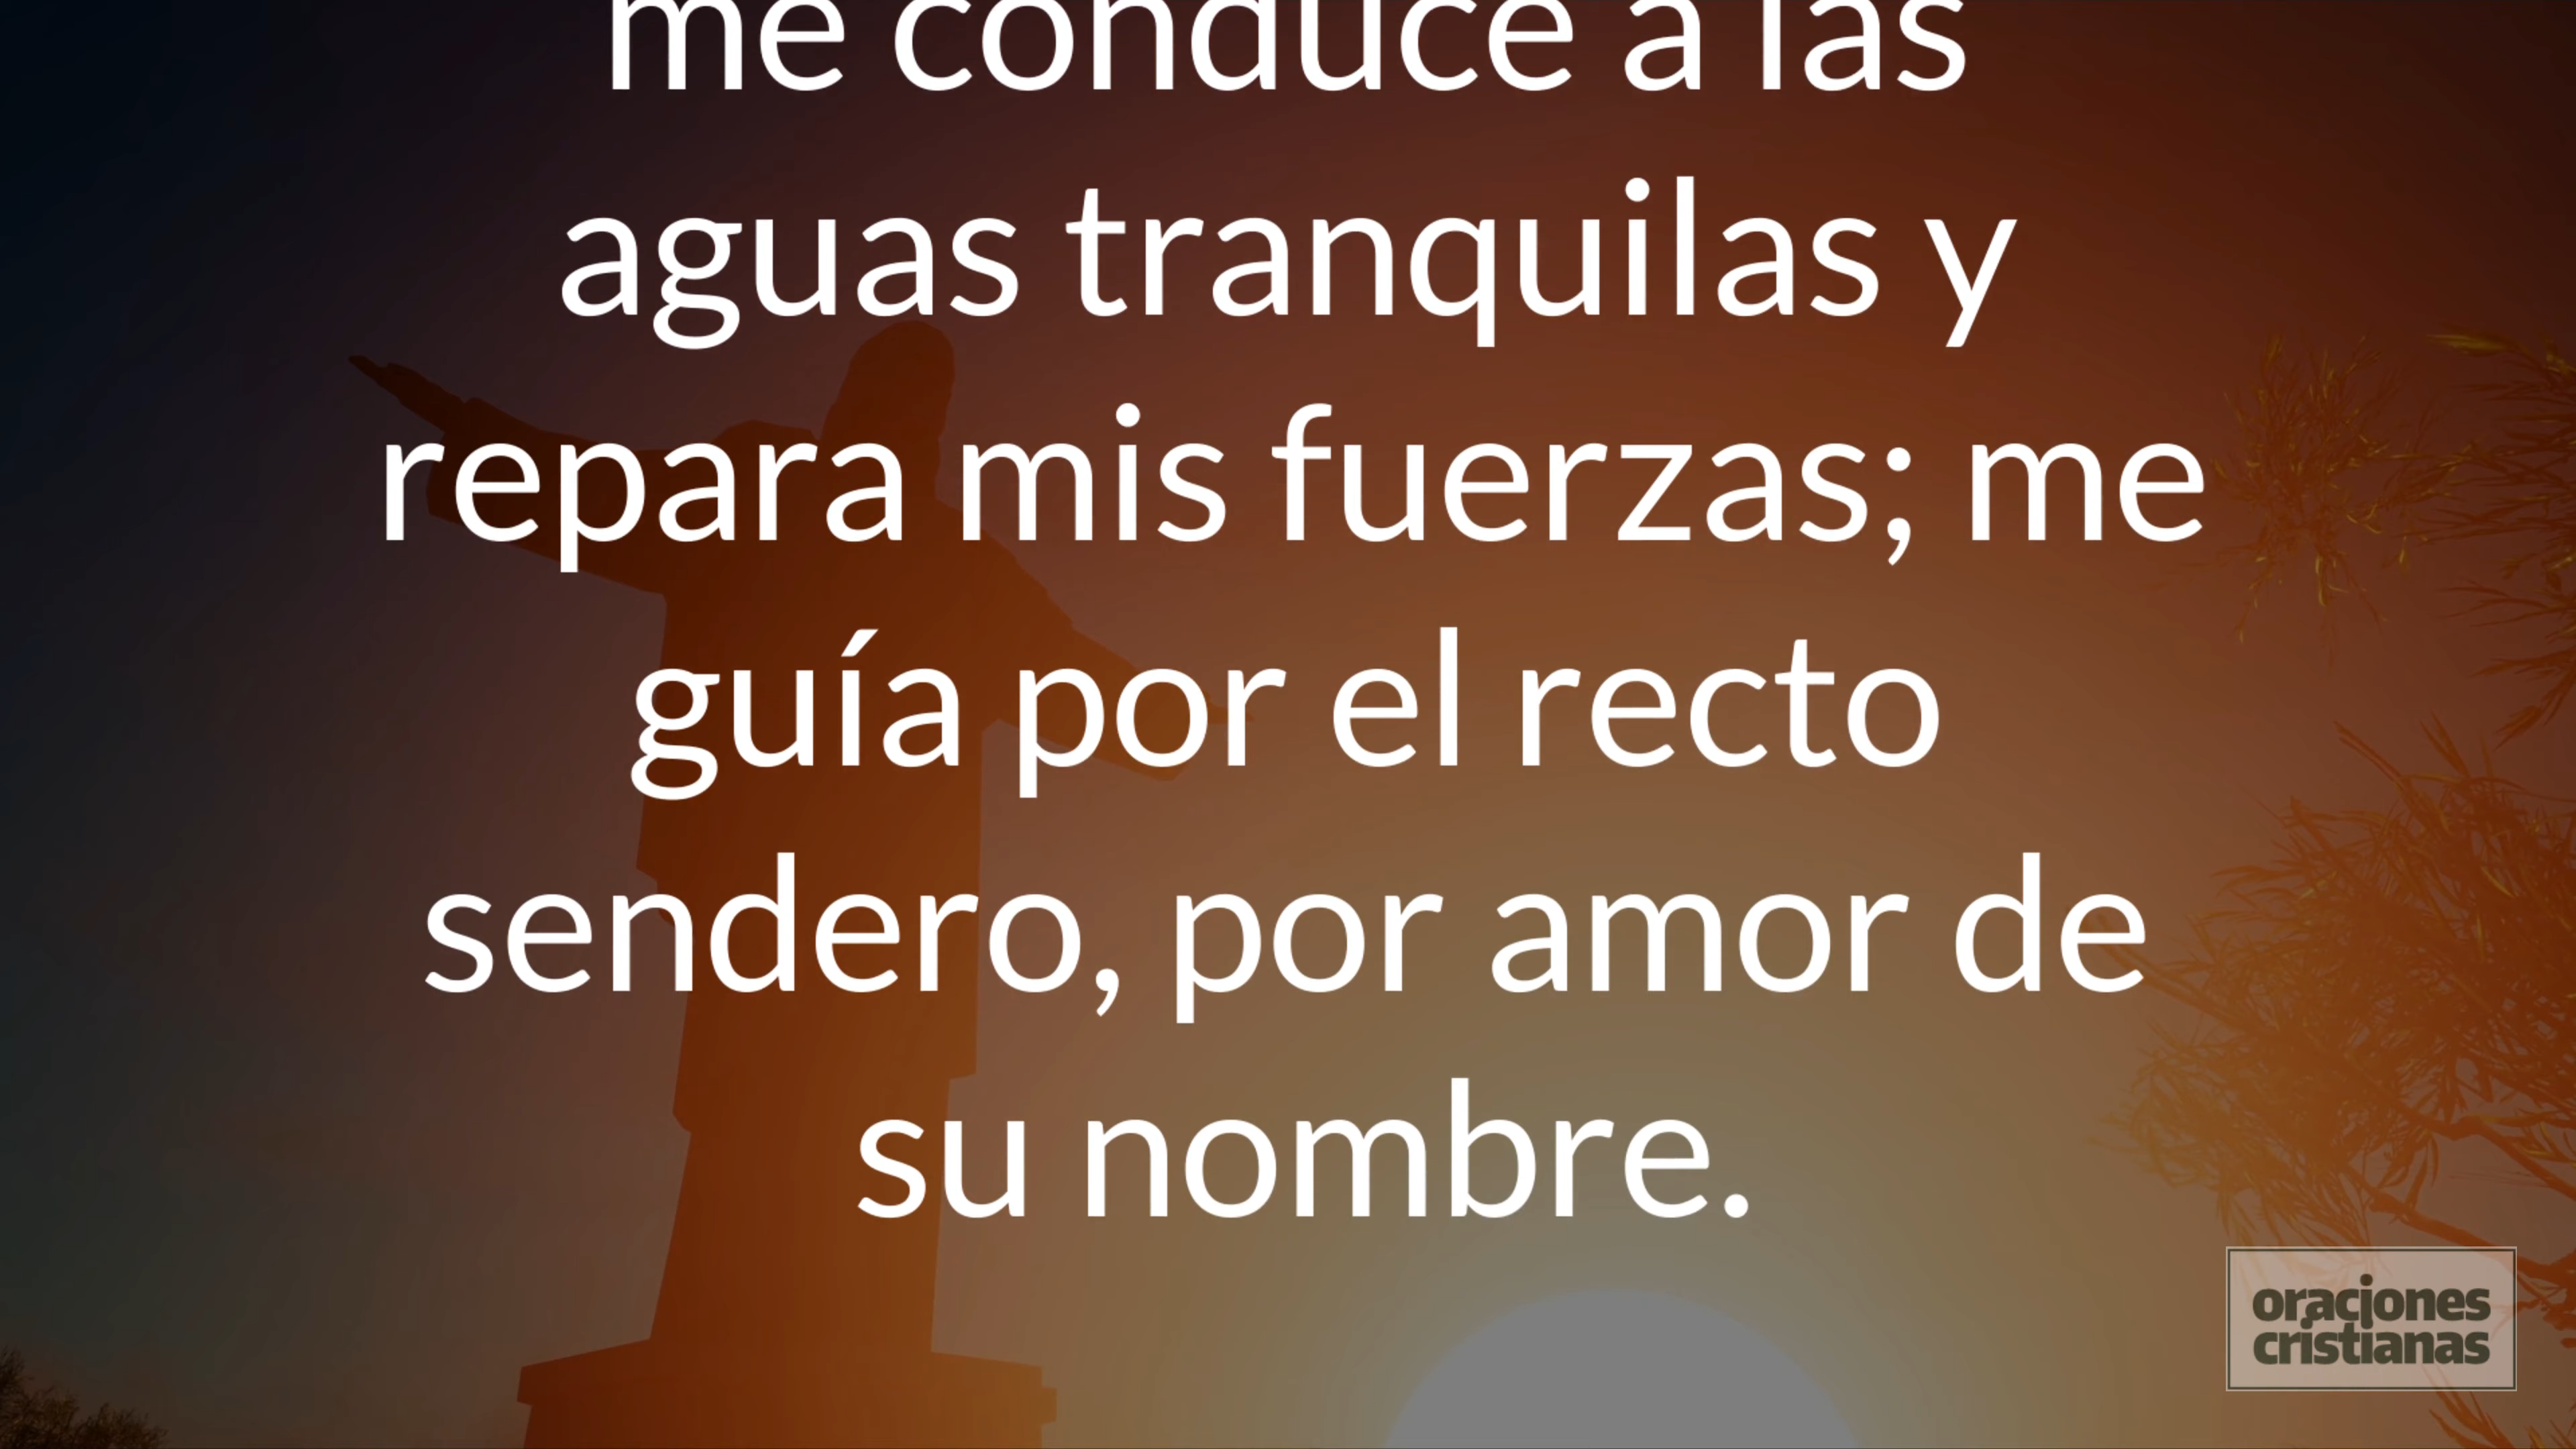 me conduce a las
aguas tranquilas y
repara mis fuerzas; me
guía por el recto
sendero, por amor de
su nombre.
oraciones
cristianas